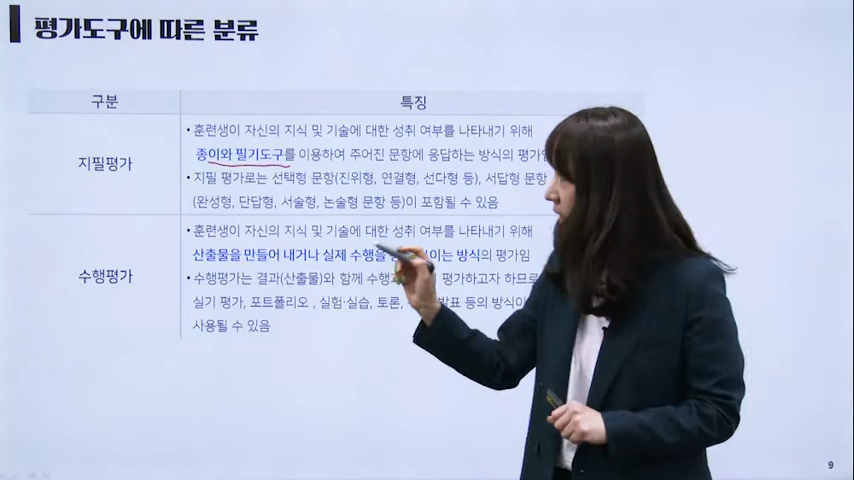 평가도구에 따른 분류
구분 특징
지필평가
• 훈련생이 자신의 지식 및 기술에 대한 성취 여부를 나타내기 위해
종이와 필기도구를 이용하여 주어진 문항에 응답하는 방식의
• 지필 평가로는 선택형 문항(진위형, 연결형, 선다형 등), 서답형 문항
(완성형, 단답형, 서술형, 논술형 문항 등)이 포함될 수 있음
수행평가
• 훈련생이 자신의 지식 및 기술에 대한 성취 여부를 나타내기 위해
산출물을 만들어 내거나 실제 수행을 방식의 평가임
• 수행평가는 결과(산출물)와 함께 평가하고자 하므로
실기 평가, 포트폴리오, 실험·실습, 토론, 발표 등의 방식이
사용될 수 있음
9